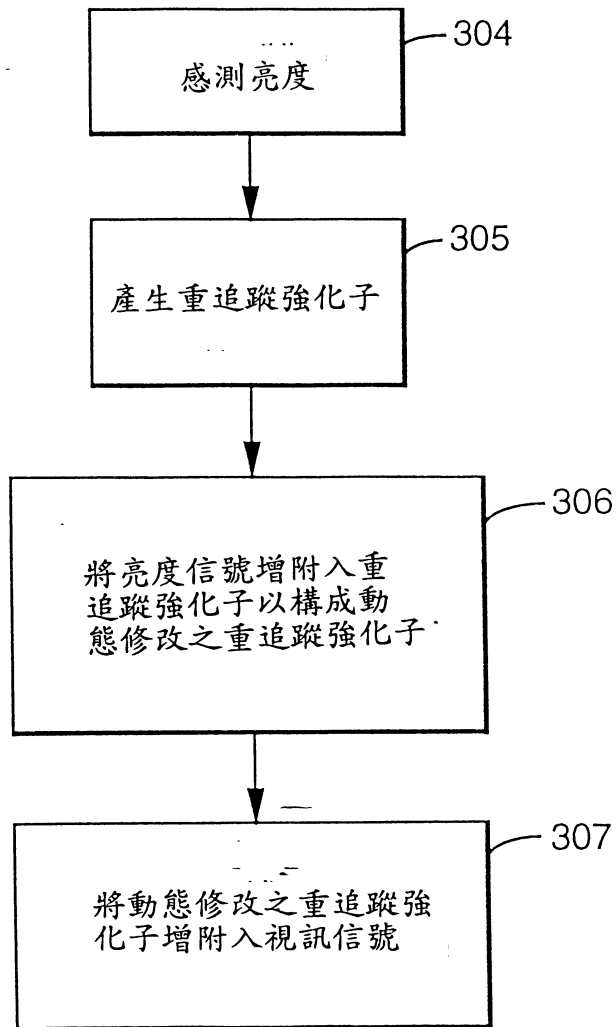 304
感測亮度
305
產生重追蹤強化子
306
將亮度信號增附入重
追蹤強化子以構成動
態修改之重追蹤強化子
307
將動態修改之重追蹤強
化子增附入視訊信號